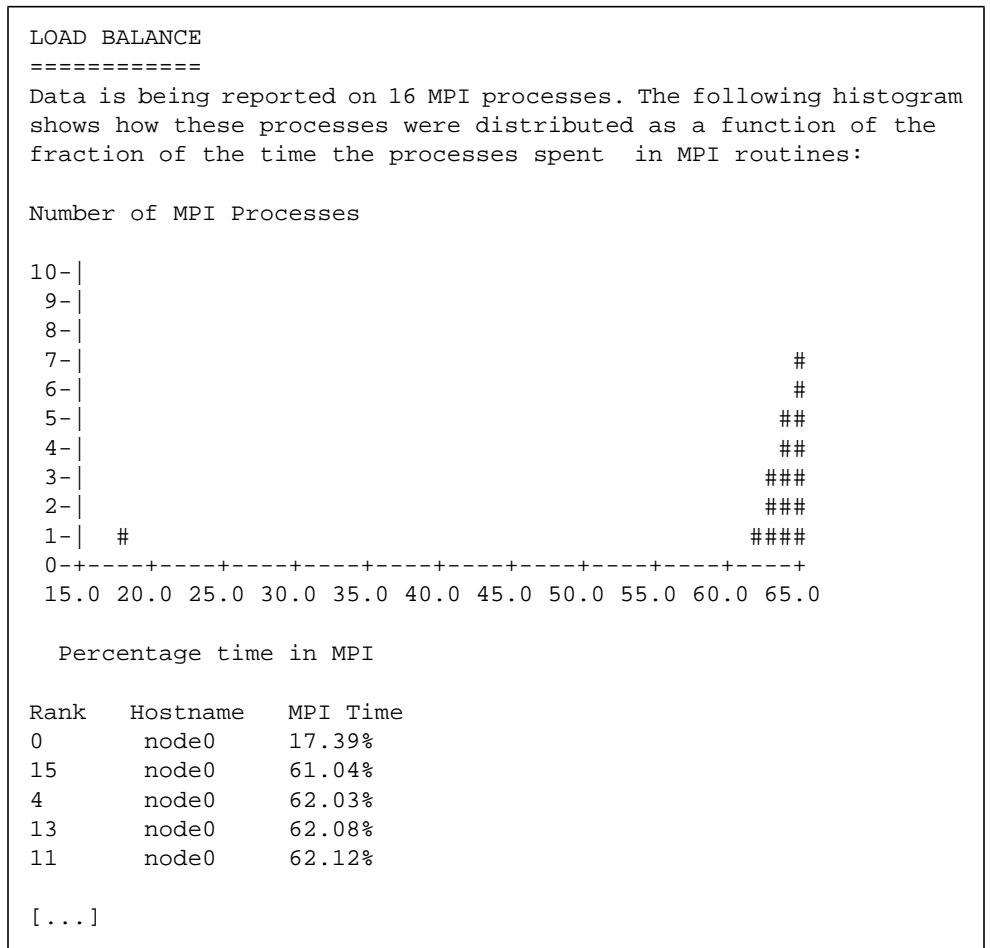 LOAD BALANCE
============
Data is being reported on 16 MPI processes. The following histogram
shows how these processes were distributed as a function of the
fraction of the time the processes spent  in MPI routines:

Number of MPI Processes

10-|
 9-|
 8-|
 7-|                                                 #
 6-|                                                 #
 5-|                                                ##
 4-|                                                ##
 3-|                                               ###
 2-|                                               ###
 1-|  #                                           ####
 0-+----+----+----+----+----+----+----+----+----+----+
 15.0 20.0 25.0 30.0 35.0 40.0 45.0 50.0 55.0 60.0 65.0

  Percentage time in MPI

Rank   Hostname   MPI Time
0       node0     17.39%
15      node0     61.04%
4       node0     62.03%
13      node0     62.08%
11      node0     62.12%

[...]